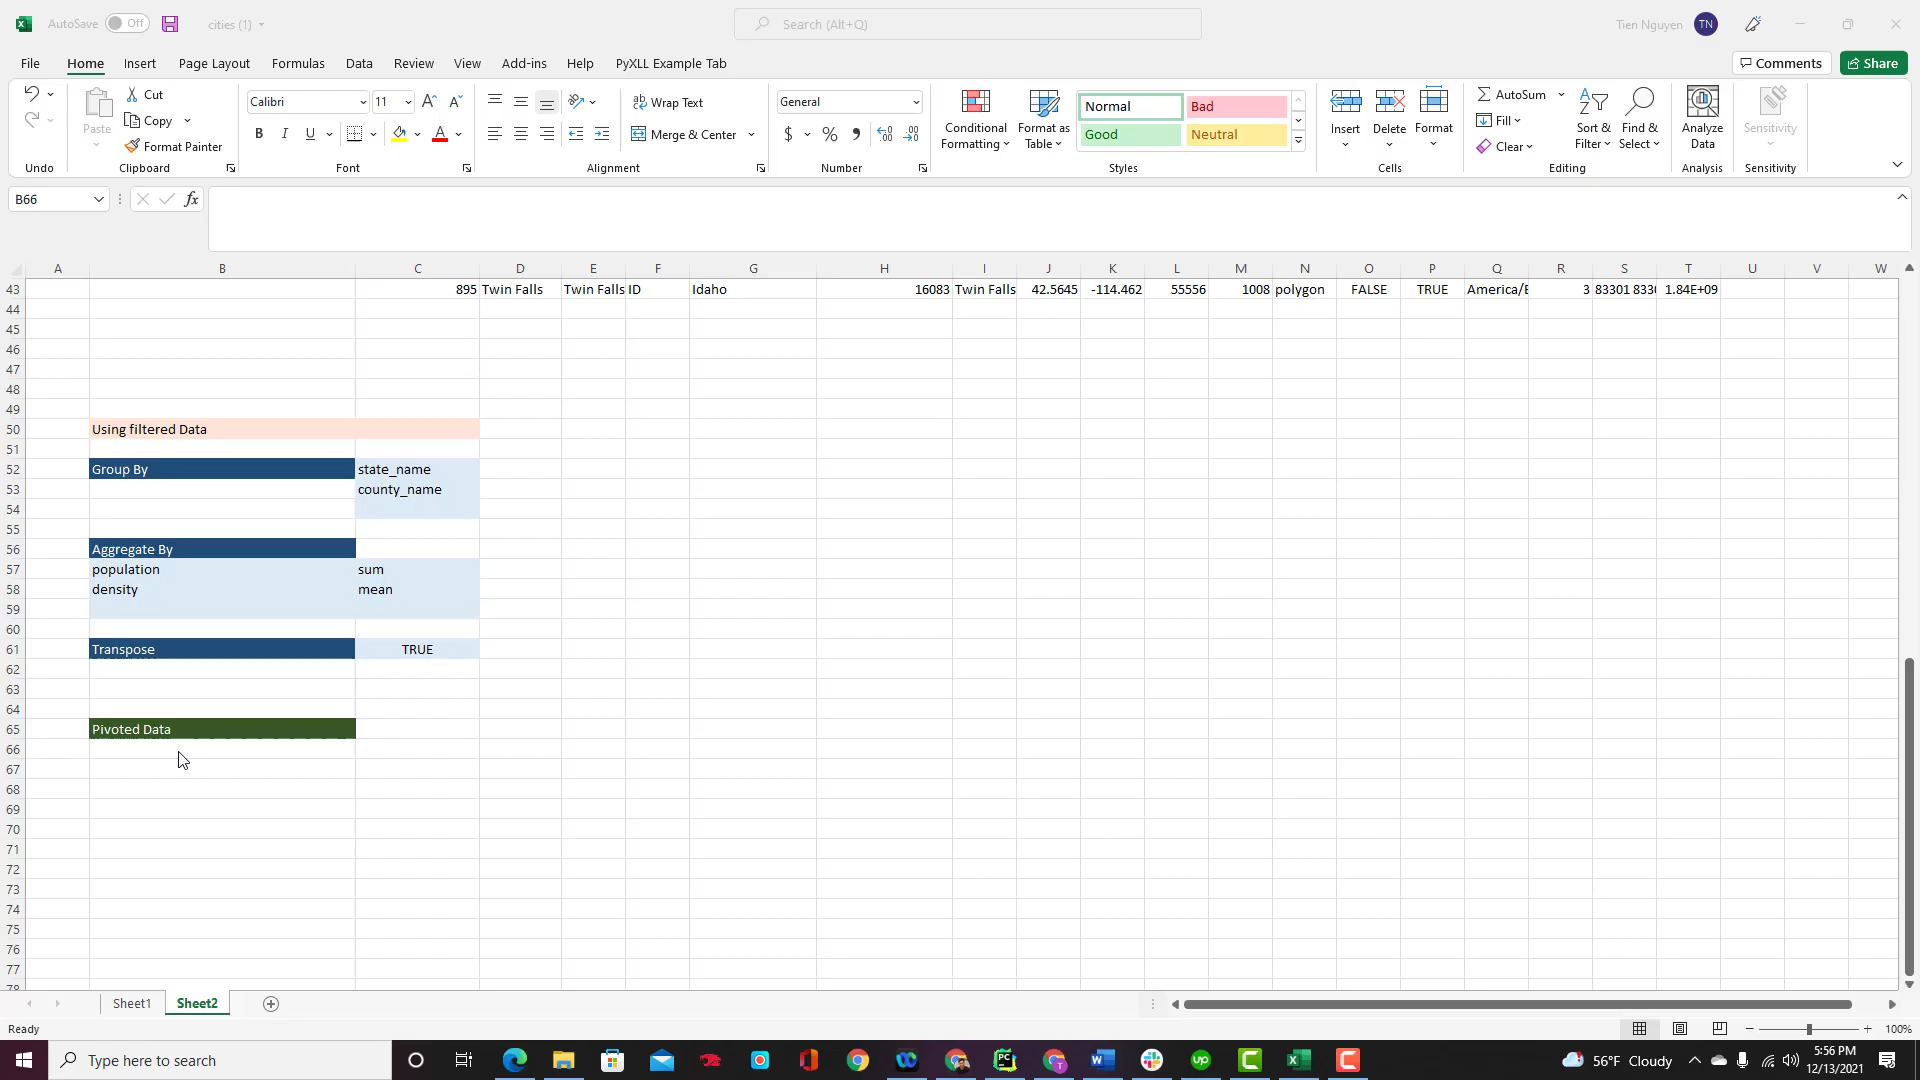 AutoSave Off cities (1) Search (Alt+Q) Tien Nguyen TN
File Home Insert Page Layout Formulas Data Review View Add-ins Help PyXLL Example Tab Comments Share
Paste Cut Copy Format Painter
Calibri 11 B I U A
Wrap Text Merge & Center
General $ %
Conditional Formatting Format as Table
Normal Bad Good Neutral
Insert Delete Format
AutoSum Fill Clear Sort & Filter Find & Select
Analyze Data Sensitivity
Undo Clipboard Font Alignment Number Styles Cells Editing Analysis Sensitivity
B66 fx
A B C D E F G H I J K L M N O P Q R S T U V W
43 895 Twin Falls Twin Falls ID Idaho 16083 Twin Falls 42.5645 -114.462 55556 1008 polygon FALSE TRUE America/B 3 83301 8330 1.84E+09
44
45
46
47
48
49
50 Using filtered Data
51
52 Group By state_name
53 county_name
54
55
56 Aggregate By
57 population sum
58 density mean
59
60
61 Transpose TRUE
62
63
64
65 Pivoted Data
66
67
68
69
70
71
72
73
74
75
76
77
78
Sheet1 Sheet2
Ready 100%
Type here to search 56°F Cloudy 5:56 PM
12/13/2021